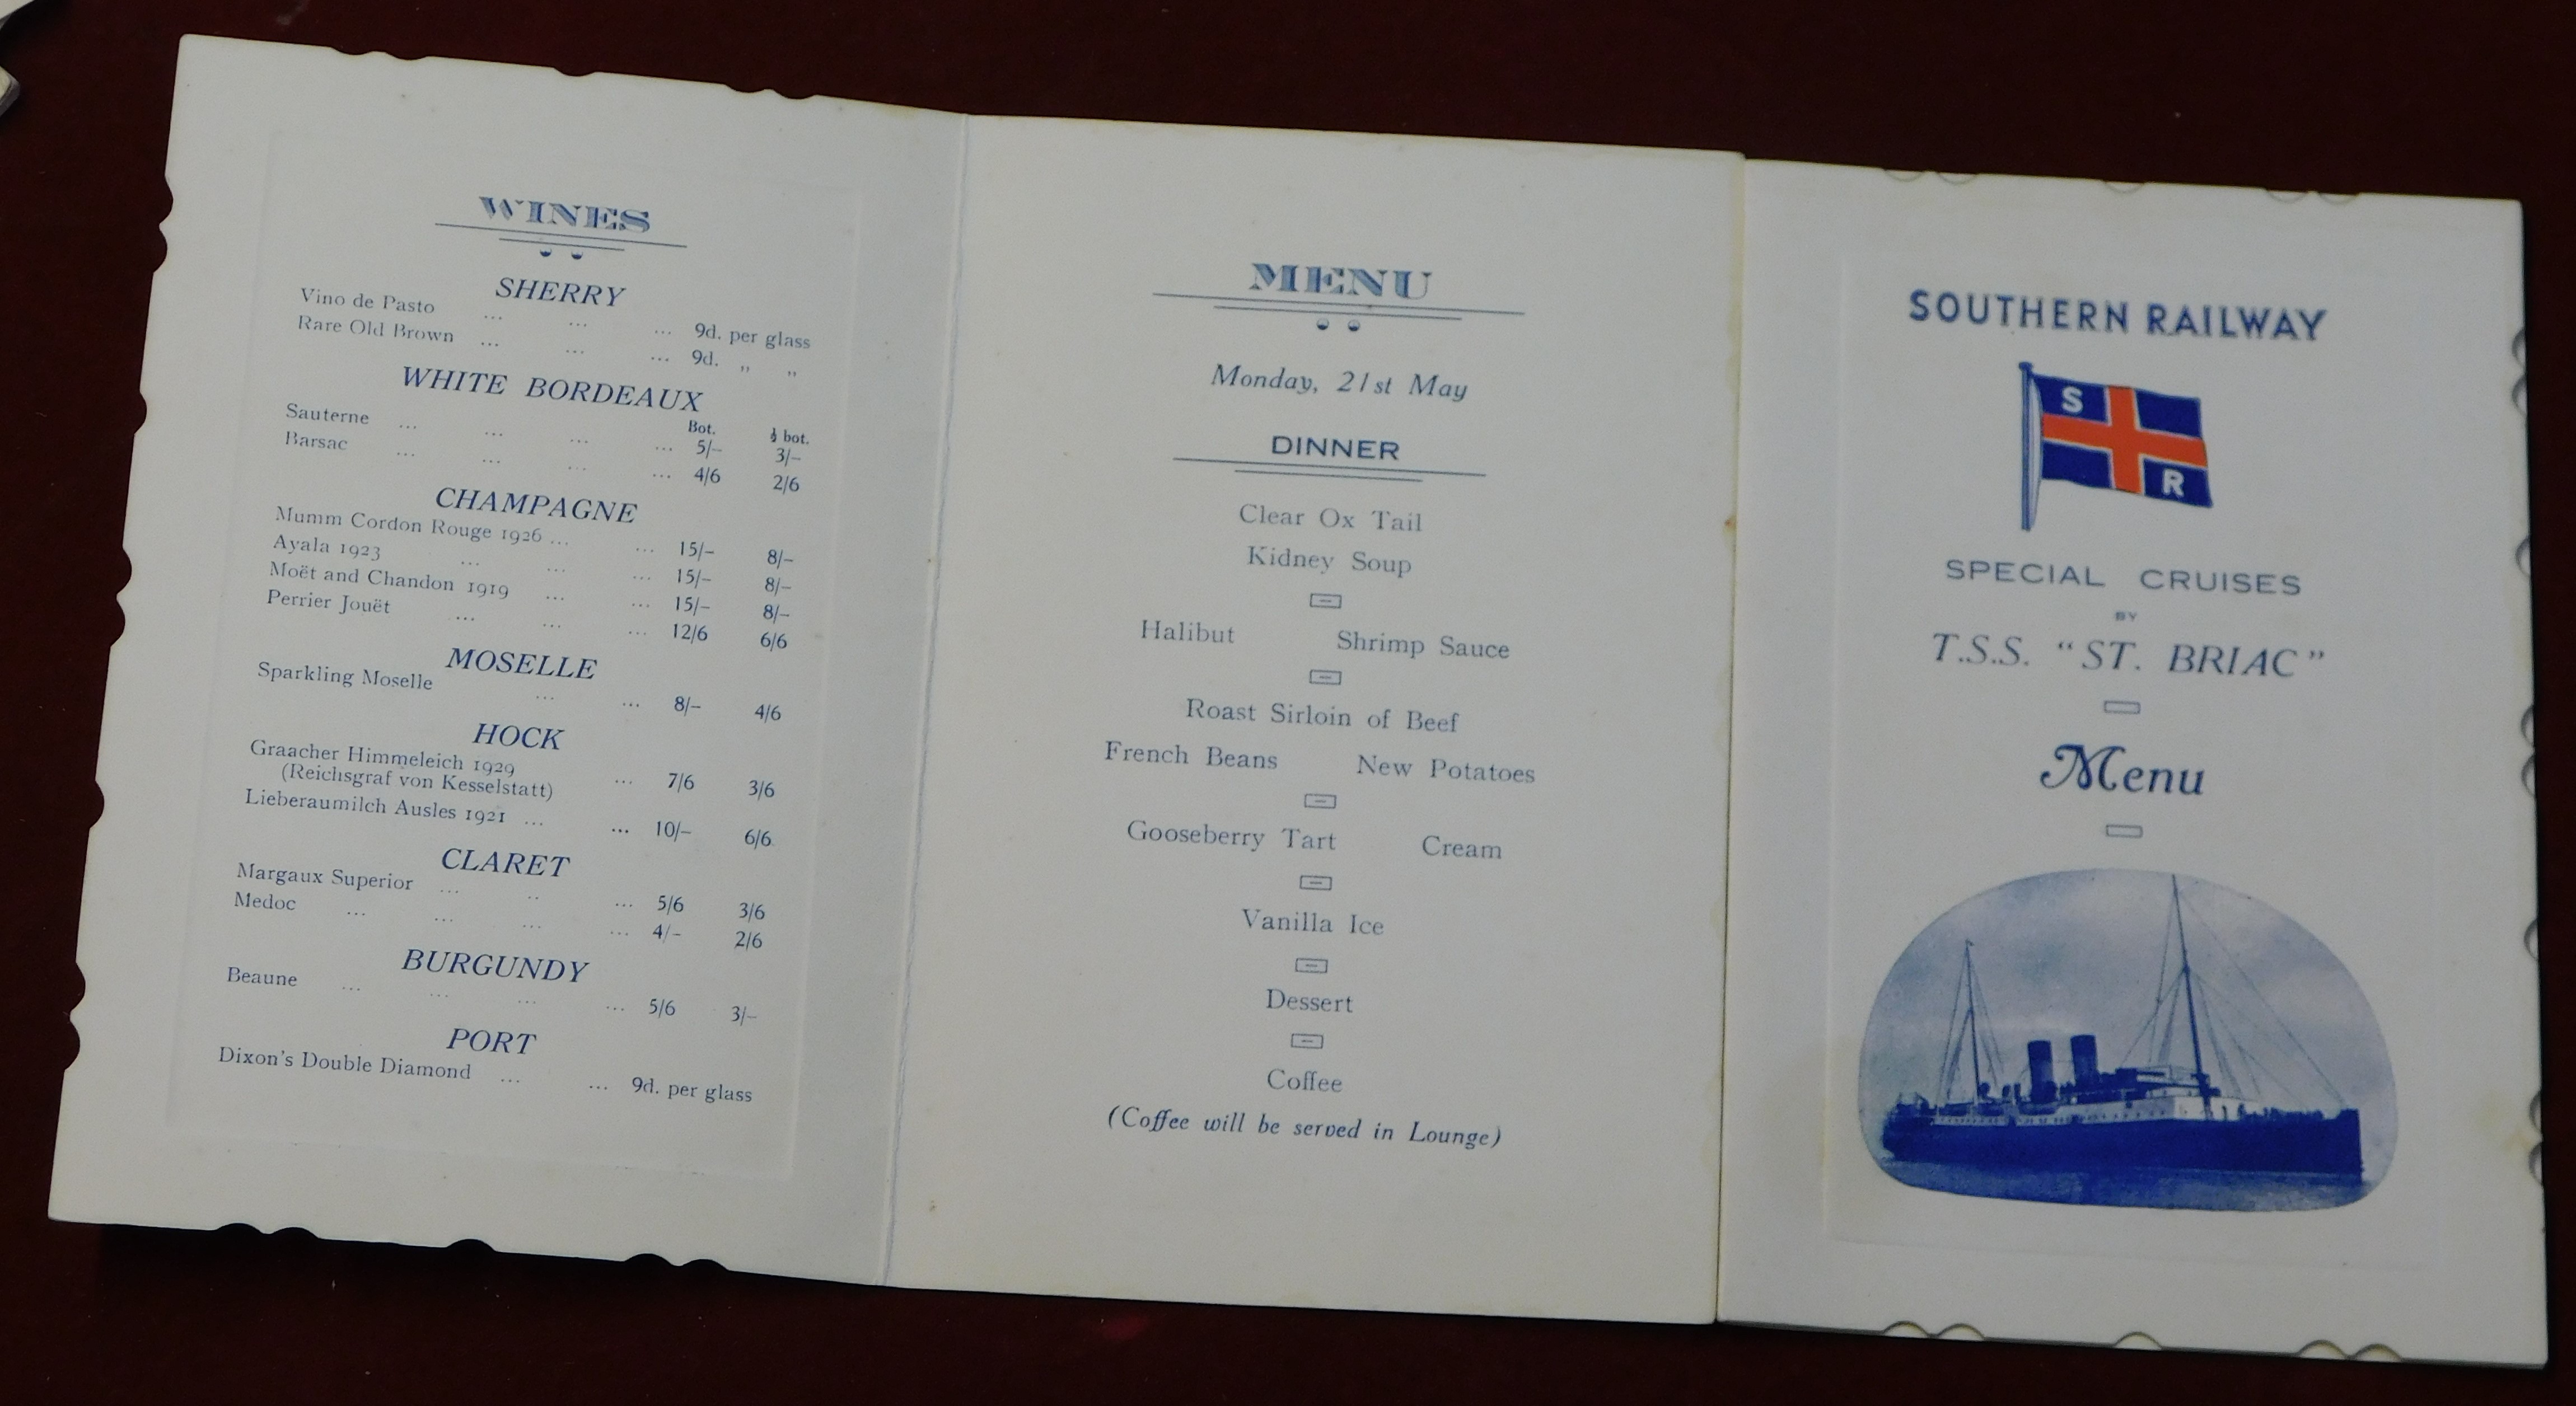 WINES
SHERRY
Vino de Pasto ... ... ... 9d. per glass
Rare Old Brown ... ... ... 9d. „ „
WHITE BORDEAUX
Bot. ½ bot.
Sauterne ... ... ... ... 5/– 3/–
Barsac ... ... ... ... 4/6 2/6
CHAMPAGNE
Mumm Cordon Rouge 1926 ... ... 15/– 8/–
Ayala 1923 ... ... ... 15/– 8/–
Moët and Chandon 1919 ... ... 15/– 8/–
Perrier Jouët ... ... ... 12/6 6/6
MOSELLE
Sparkling Moselle ... ... 8/– 4/6
HOCK
Graacher Himmeleich 1929
(Reichsgraf von Kesselstatt) ... 7/6 3/6
Lieberaumilch Ausles 1921 ... ... 10/– 6/6
CLARET
Margaux Superior ... .. ... 5/6 3/6
Medoc ... ... ... ... 4/– 2/6
BURGUNDY
Beaune ... ... ... ... 5/6 3/–
PORT
Dixon's Double Diamond ... ... 9d. per glass
MENU
Monday, 21st May
DINNER
Clear Ox Tail
Kidney Soup
Halibut Shrimp Sauce
Roast Sirloin of Beef
French Beans New Potatoes
Gooseberry Tart Cream
Vanilla Ice
Dessert
Coffee
(Coffee will be served in Lounge)
SOUTHERN RAILWAY
S
R
SPECIAL CRUISES
BY
T.S.S. "ST. BRIAC"
Menu